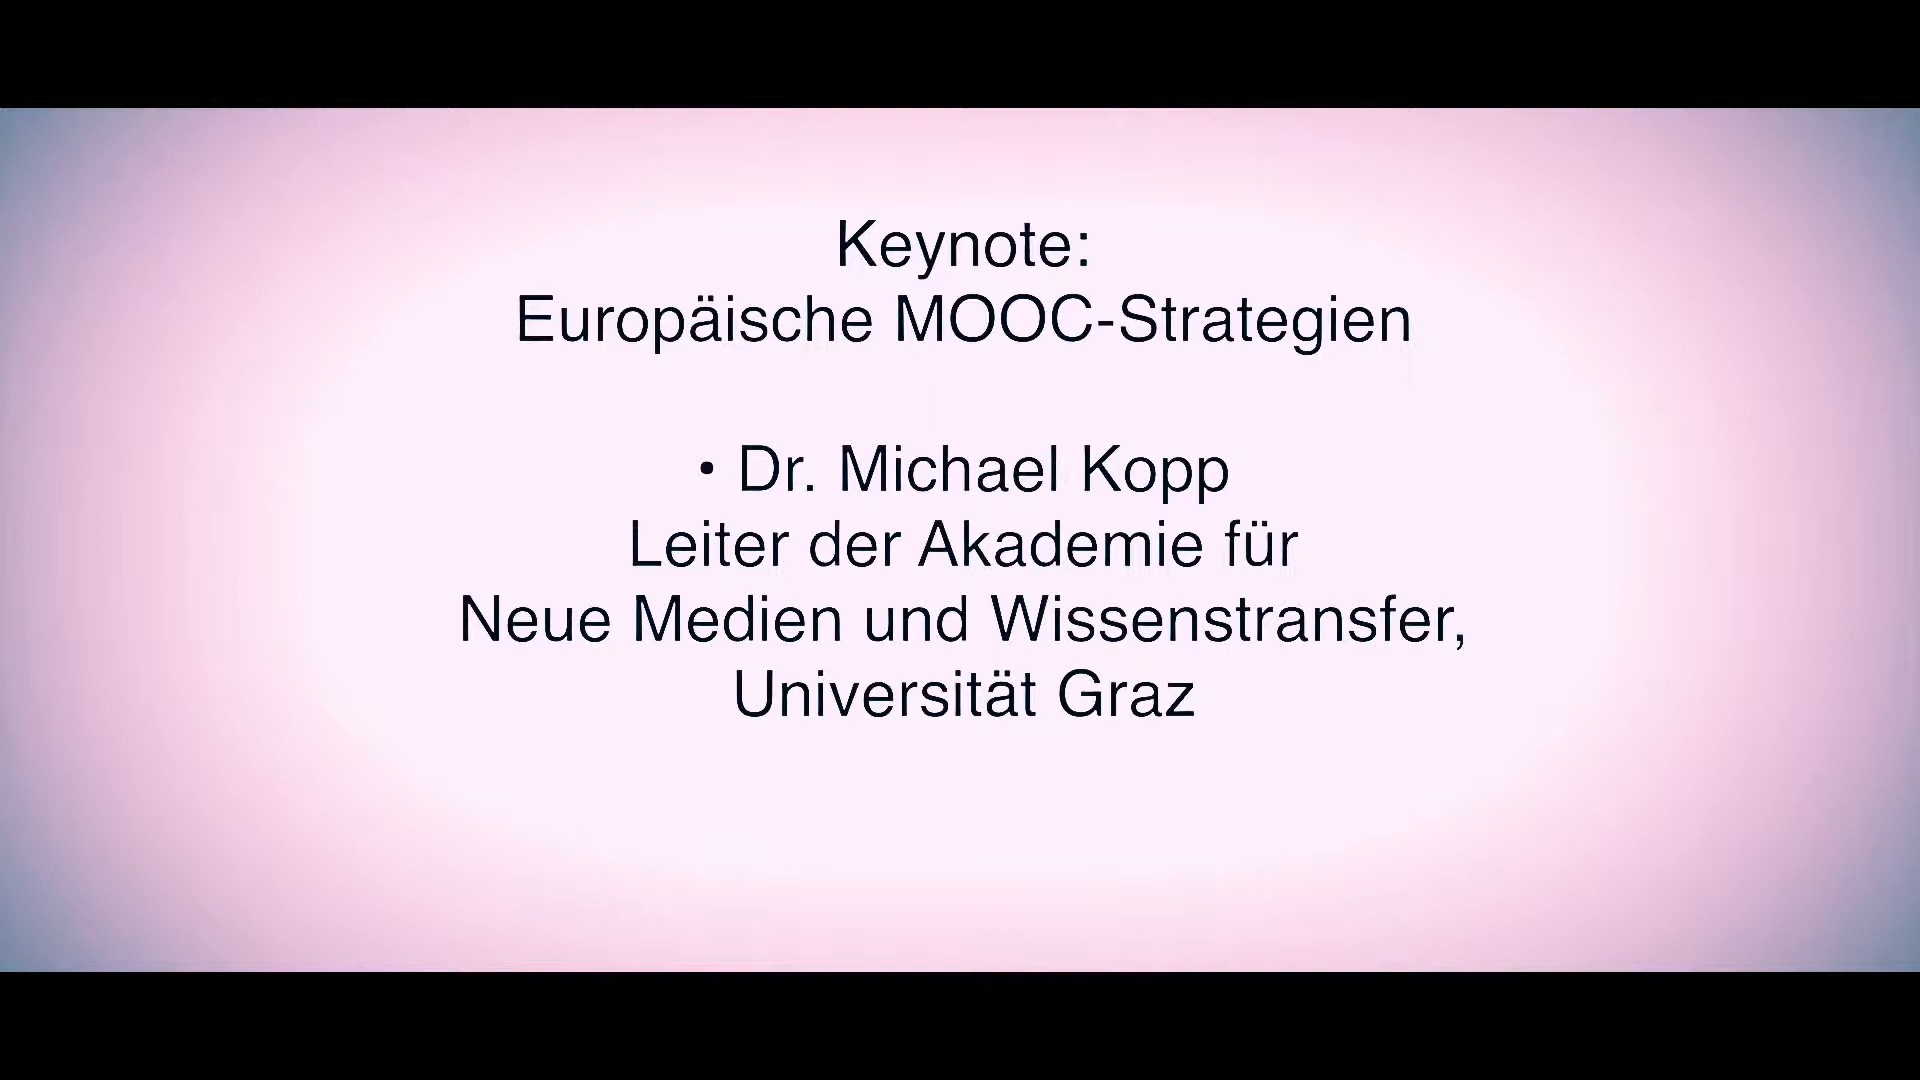 Keynote:
Europäische MOOC-Strategien
• Dr. Michael Kopp
Leiter der Akademie für
Neue Medien und Wissenstransfer,
Universität Graz